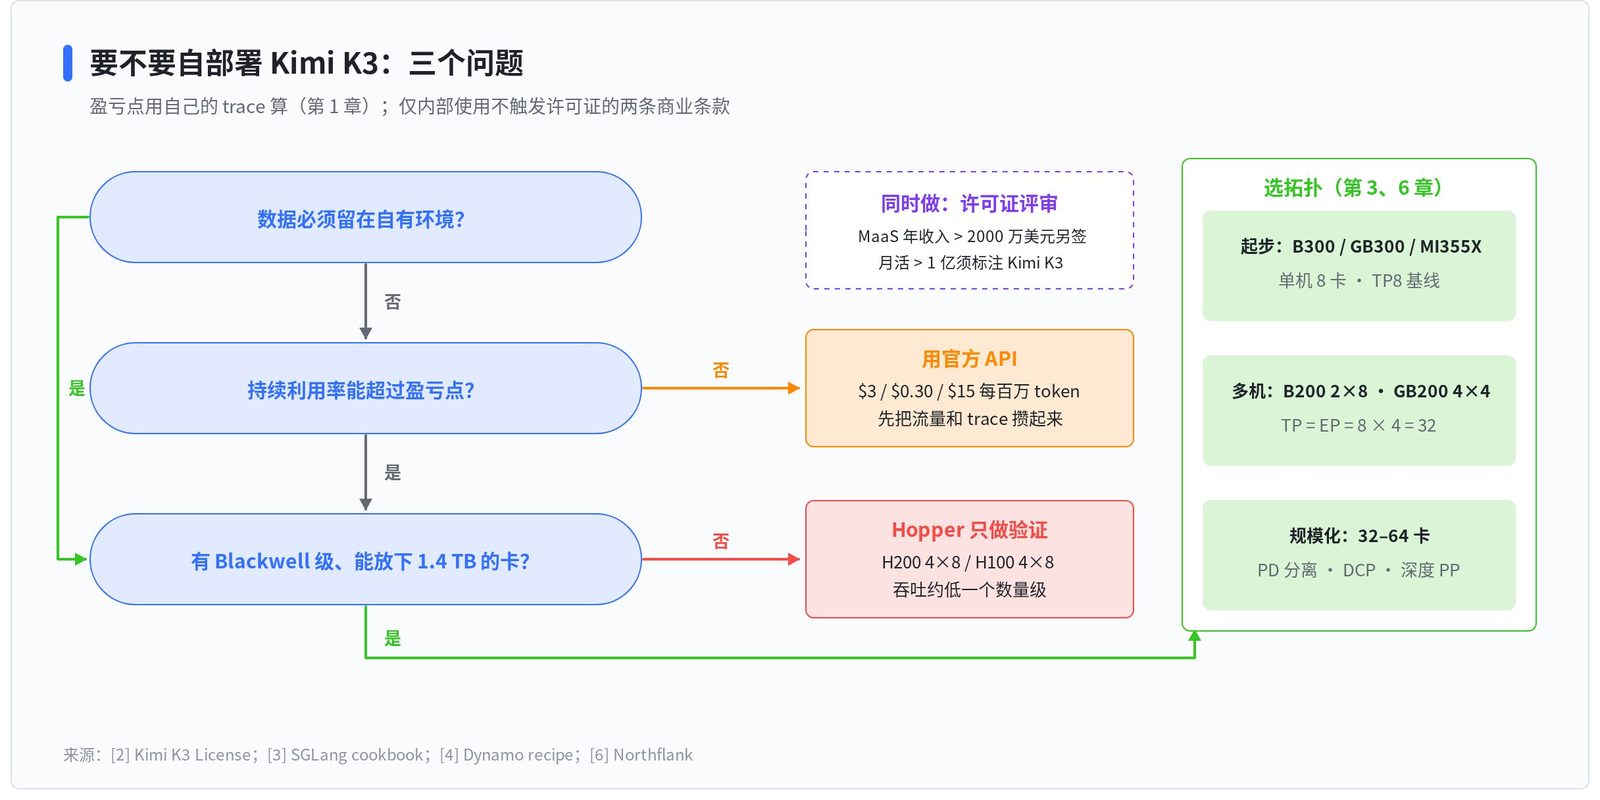 要不要自部署 Kimi K3：三个问题
盈亏点用自己的 trace 算（第 1 章）；仅内部使用不触发许可证的两条商业条款
数据必须留在自有环境？
否
是
持续利用率能超过盈亏点？
否
是
有 Blackwell 级、能放下 1.4 TB 的卡？
否
是
同时做：许可证评审
MaaS 年收入 > 2000 万美元另签
月活 > 1 亿须标注 Kimi K3
用官方 API
$3 / $0.30 / $15 每百万 token
先把流量和 trace 攒起来
Hopper 只做验证
H200 4×8 / H100 4×8
吞吐约低一个数量级
选拓扑（第 3、6 章）
起步：B300 / GB300 / MI355X
单机 8 卡 · TP8 基线
多机：B200 2×8 · GB200 4×4
TP = EP = 8 × 4 = 32
规模化：32–64 卡
PD 分离 · DCP · 深度 PP
来源：[2] Kimi K3 License；[3] SGLang cookbook；[4] Dynamo recipe；[6] Northflank